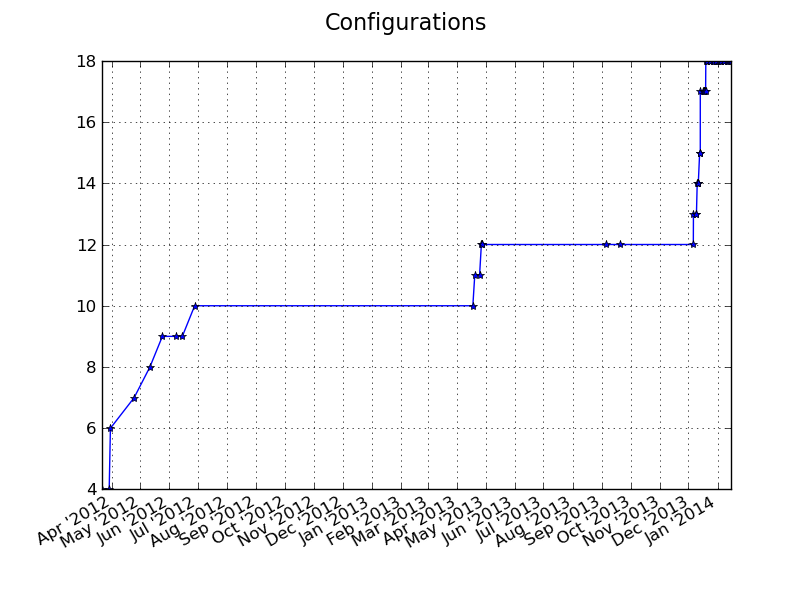 Configurations
18
16
14
12
10
8
6
4
Apr '2012
May '2012
Jun '2012
Jul '2012
Aug '2012
Sep '2012
Oct '2012
Nov '2012
Dec '2012
Jan '2013
Feb '2013
Mar '2013
Apr '2013
May '2013
Jun '2013
Jul '2013
Aug '2013
Sep '2013
Oct '2013
Nov '2013
Dec '2013
Jan '2014